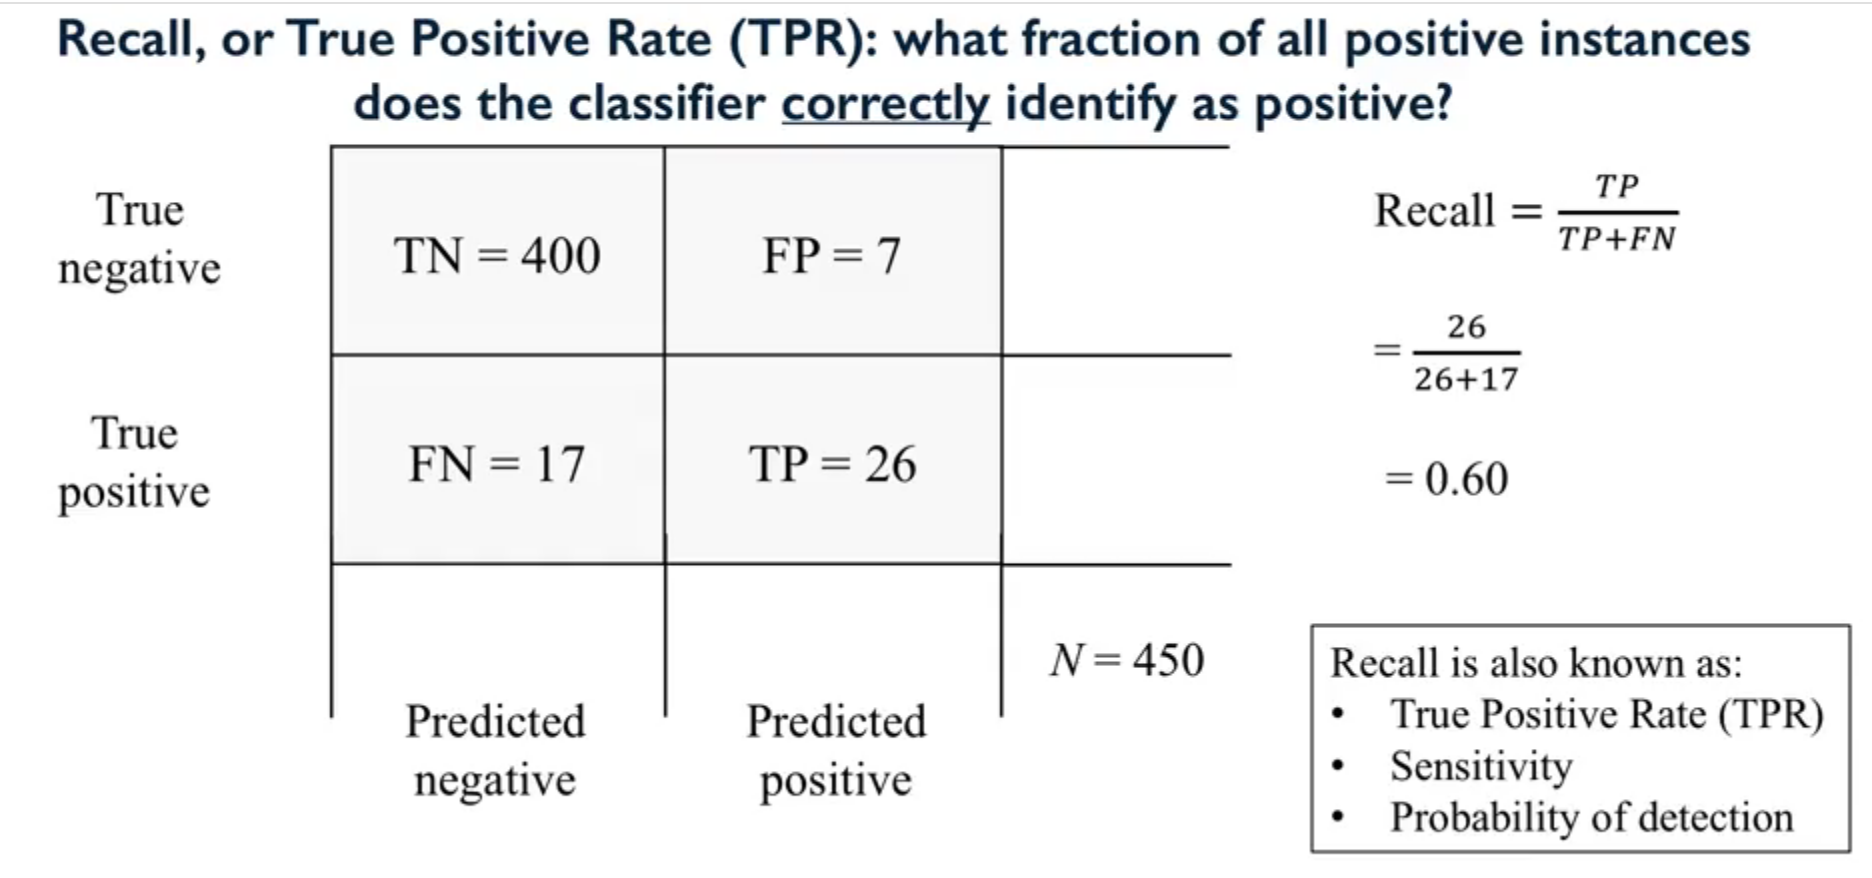 Recall, or True Positive Rate (TPR): what fraction of all positive instances
does the classifier correctly identify as positive?
True
negative
TN = 400
FP = 7
True
positive
FN = 17
TP = 26
N = 450
Predicted
negative
Predicted
positive
Recall = TP/TP+FN
= 26/26+17
= 0.60
Recall is also known as:
• True Positive Rate (TPR)
• Sensitivity
• Probability of detection